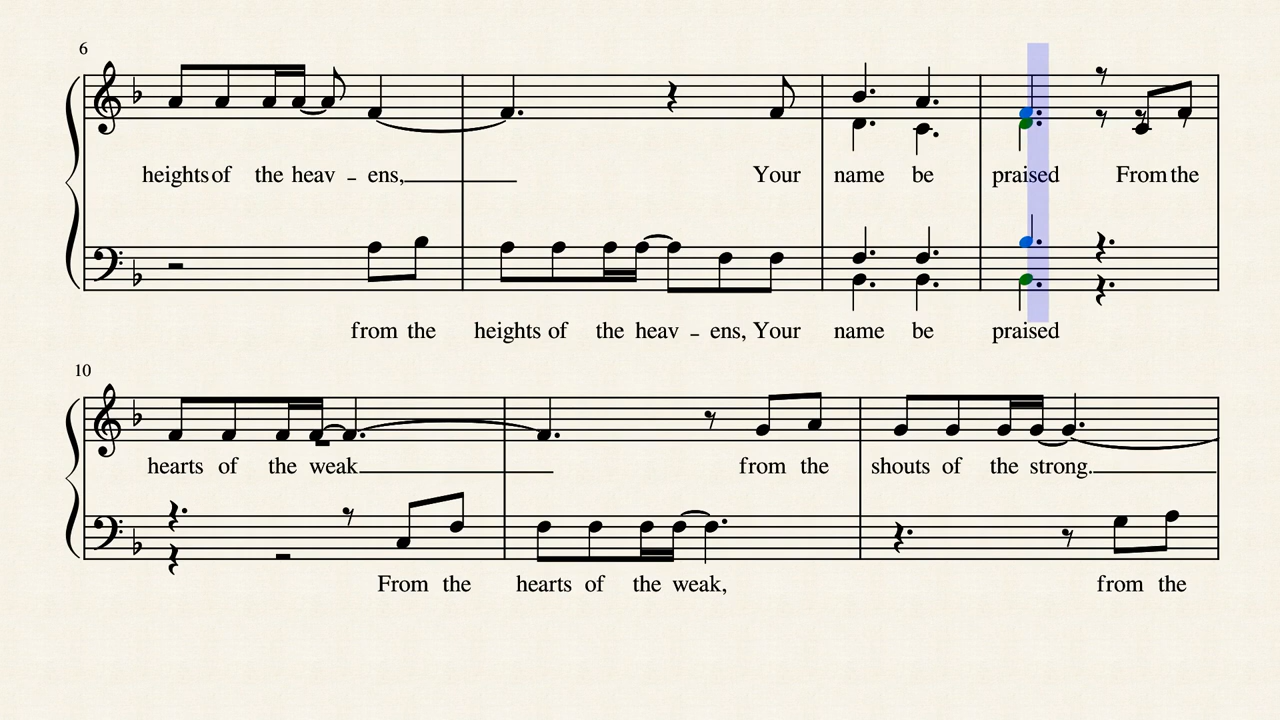 6
heights of the heav - ens, Your name be praised From the
from the heights of the heav - ens, Your name be praised
10
hearts of the weak from the shouts of the strong.
From the hearts of the weak, from the